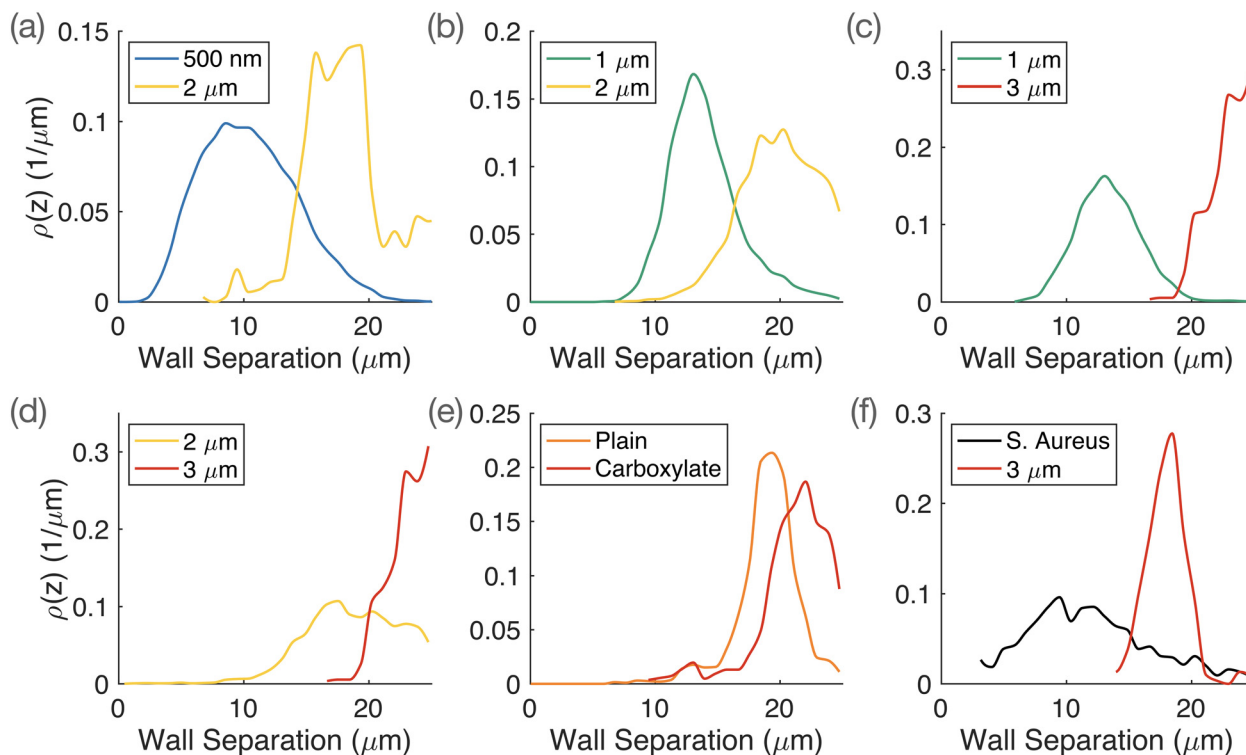 (a)
0.15
0.1
0.05
0
ρ(z) (1/μm)
500 nm
2 μm
0 10 20
Wall Separation (μm)
(b)
0.2
0.15
0.1
0.05
0
1 μm
2 μm
0 10 20
Wall Separation (μm)
(c)
0.3
0.2
0.1
0
1 μm
3 μm
0 10 20
Wall Separation (μm)
(d)
0.3
0.2
0.1
0
ρ(z) (1/μm)
2 μm
3 μm
0 10 20
Wall Separation (μm)
(e)
0.25
0.2
0.15
0.1
0.05
0
Plain
Carboxylate
0 10 20
Wall Separation (μm)
(f)
0.3
0.2
0.1
0
S. Aureus
3 μm
0 10 20
Wall Separation (μm)